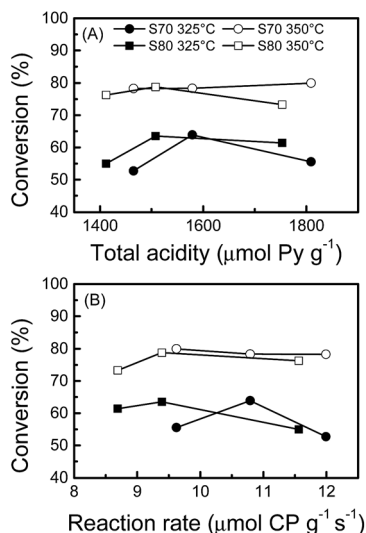 (A)
S70 325°C
S70 350°C
S80 325°C
S80 350°C
100
90
80
70
60
50
40
Conversion (%)
1400
1600
1800
Total acidity (μmol Py g⁻¹)
(B)
100
90
80
70
60
50
40
Conversion (%)
8
9
10
11
12
Reaction rate (μmol CP g⁻¹ s⁻¹)